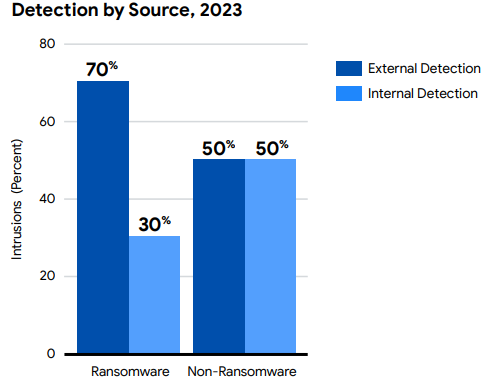 Detection by Source, 2023
80
60
40
20
0
Intrusions (Percent)
70%
30%
50%
50%
Ransomware
Non-Ransomware
External Detection
Internal Detection